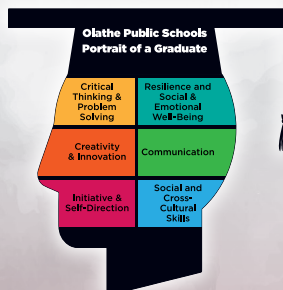 Olathe Public Schools
Portrait of a Graduate
Critical
Thinking &
Problem
Solving
Resilience and
Social &
Emotional
Well-Being
Creativity
& Innovation
Communication
Initiative &
Self-Direction
Social and
Cross-
Cultural
Skills